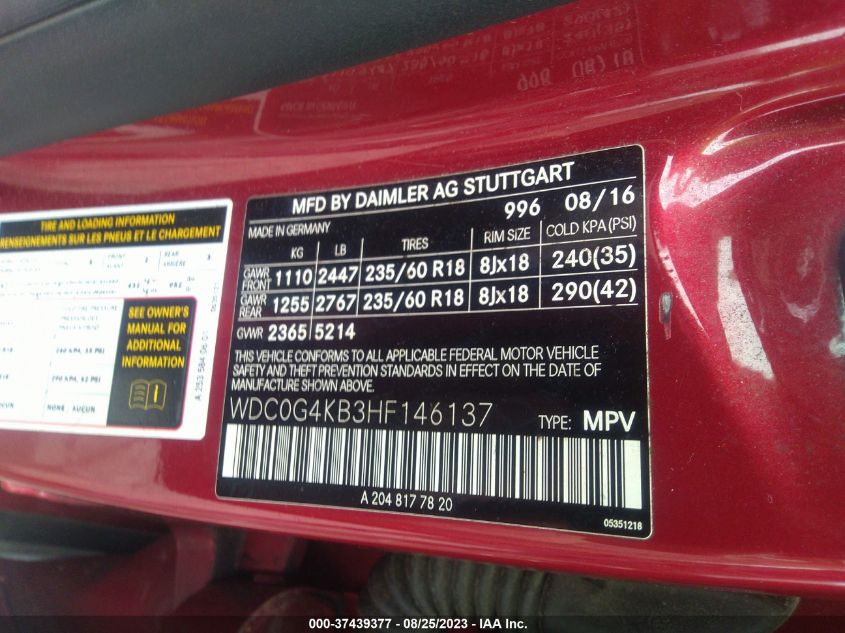 TIRE AND LOADING INFORMATION
RENSEIGNEMENTS SUR LES PNEUS ET LE CHARGEMENT
SEE OWNER'S
MANUAL FOR
ADDITIONAL
INFORMATION
A 253 584 06 01
MFD BY DAIMLER AG STUTTGART
996 08/16
MADE IN GERMANY
KG LB TIRES RIM SIZE COLD KPA (PSI)
GAWR FRONT 1110 2447 235/60 R18 8Jx18 240(35)
GAWR REAR 1255 2767 235/60 R18 8Jx18 290(42)
GVWR 2365 5214
THIS VEHICLE CONFORMS TO ALL APPLICABLE FEDERAL MOTOR VEHICLE
SAFETY AND THEFT PREVENTION STANDARDS IN EFFECT ON THE DATE OF
MANUFACTURE SHOWN ABOVE.
WDC0G4KB3HF146137 TYPE: MPV
A 204 817 78 20
05351218
000-37439377 - 08/25/2023 - IAA Inc.